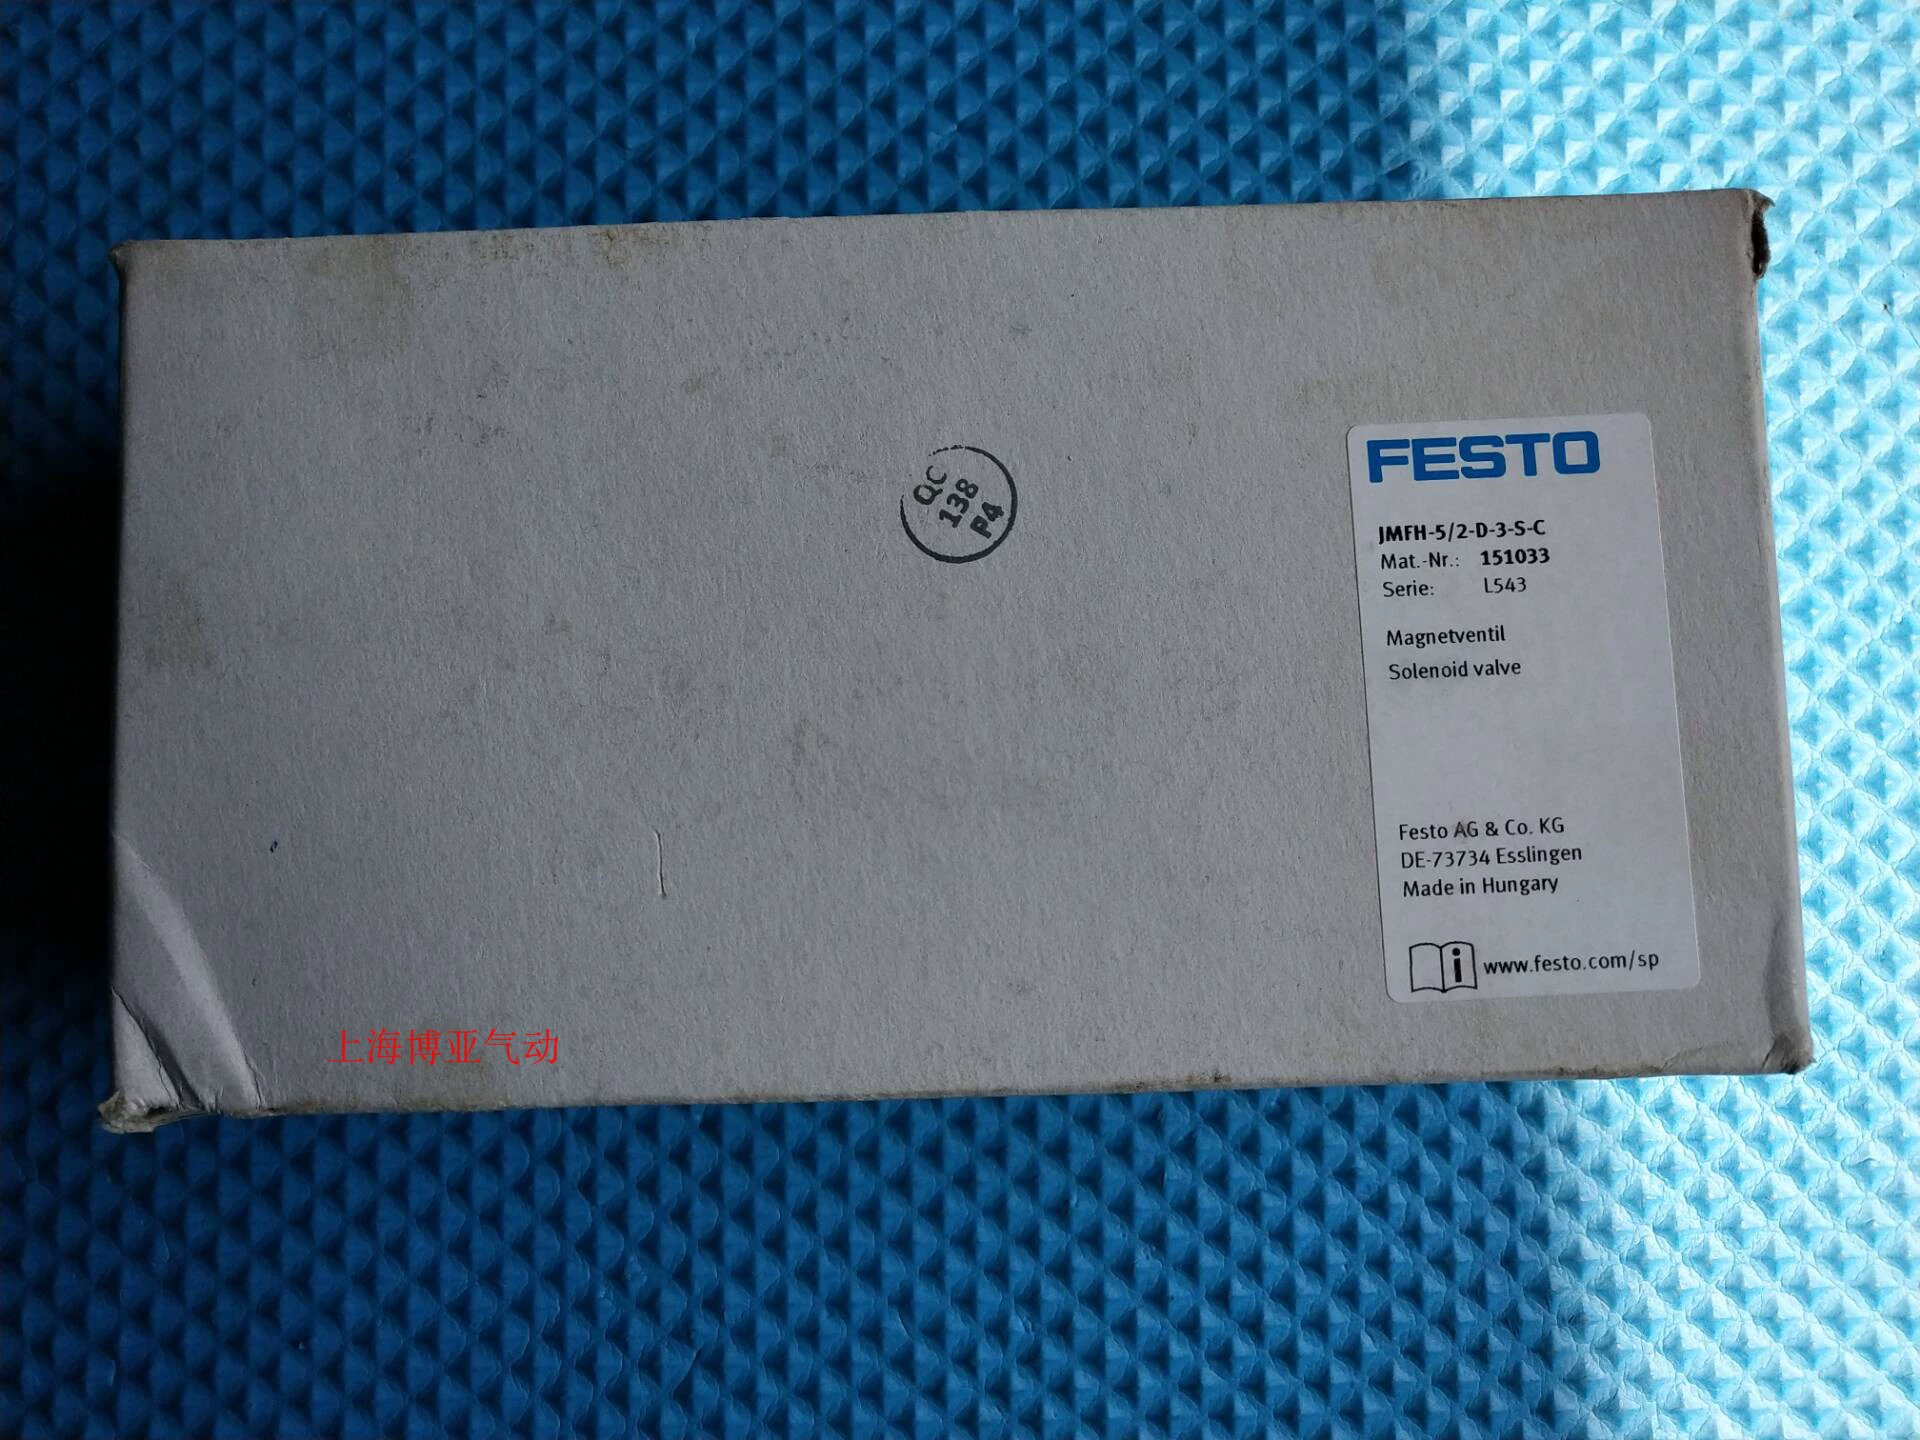 QC
138
P4
FESTO
JMFH-5/2-D-3-S-C
Mat.-Nr.: 151033
Serie: L543
Magnetventil
Solenoid valve
Festo AG & Co. KG
DE-73734 Esslingen
Made in Hungary
i www.festo.com/sp
上海博亚气动